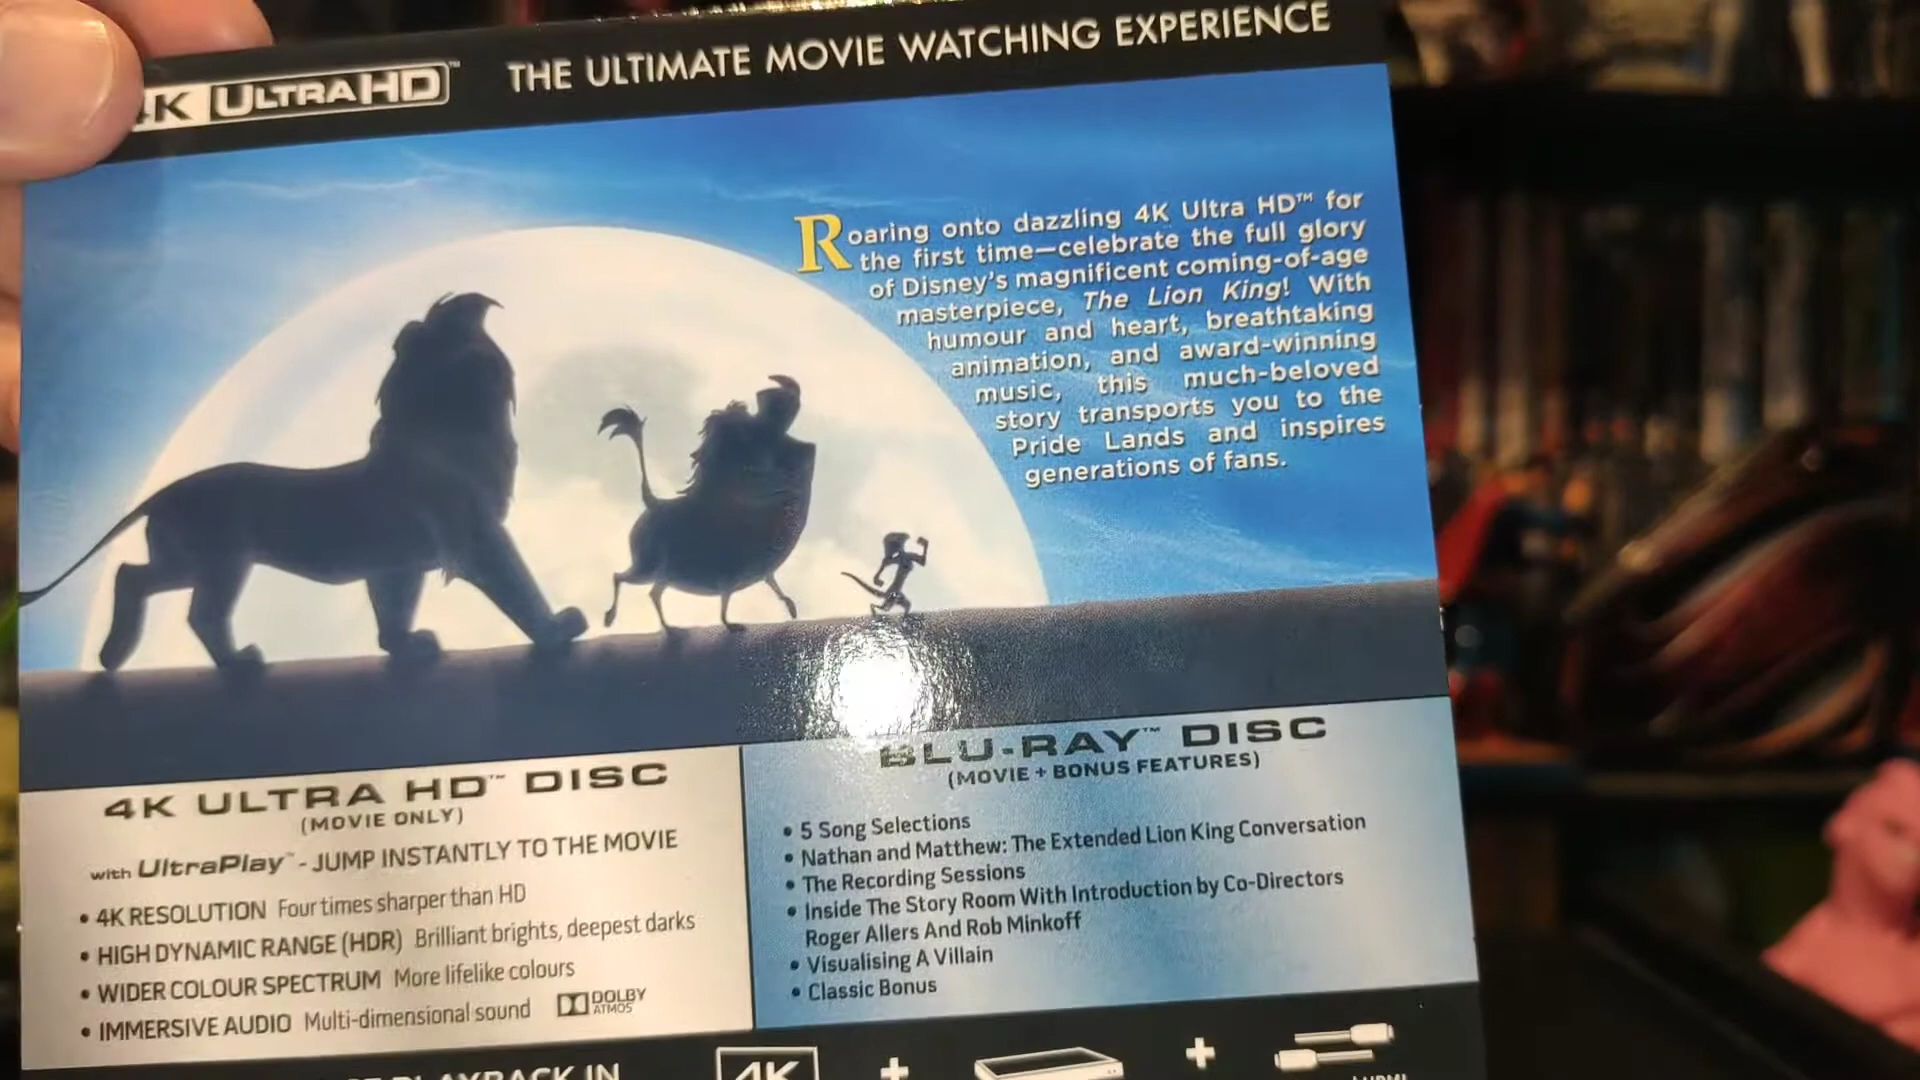 4K ULTRAHD™ THE ULTIMATE MOVIE WATCHING EXPERIENCE
Roaring onto dazzling 4K Ultra HD™ for
the first time—celebrate the full glory
of Disney's magnificent coming-of-age
masterpiece, The Lion King! With
humour and heart, breathtaking
animation, and award-winning
music, this much-beloved
story transports you to the
Pride Lands and inspires
generations of fans.
4K ULTRA HD™ DISC
(MOVIE ONLY)
with UltraPlay™ - JUMP INSTANTLY TO THE MOVIE
• 4K RESOLUTION Four times sharper than HD
• HIGH DYNAMIC RANGE (HDR) Brilliant brights, deepest darks
• WIDER COLOUR SPECTRUM More lifelike colours
• IMMERSIVE AUDIO Multi-dimensional sound DOLBY
ATMOS
BLU-RAY™ DISC
(MOVIE + BONUS FEATURES)
• 5 Song Selections
• Nathan and Matthew: The Extended Lion King Conversation
• The Recording Sessions
• Inside The Story Room With Introduction by Co-Directors
Roger Allers And Rob Minkoff
• Visualising A Villain
• Classic Bonus
PLAYBACK IN 4K + +